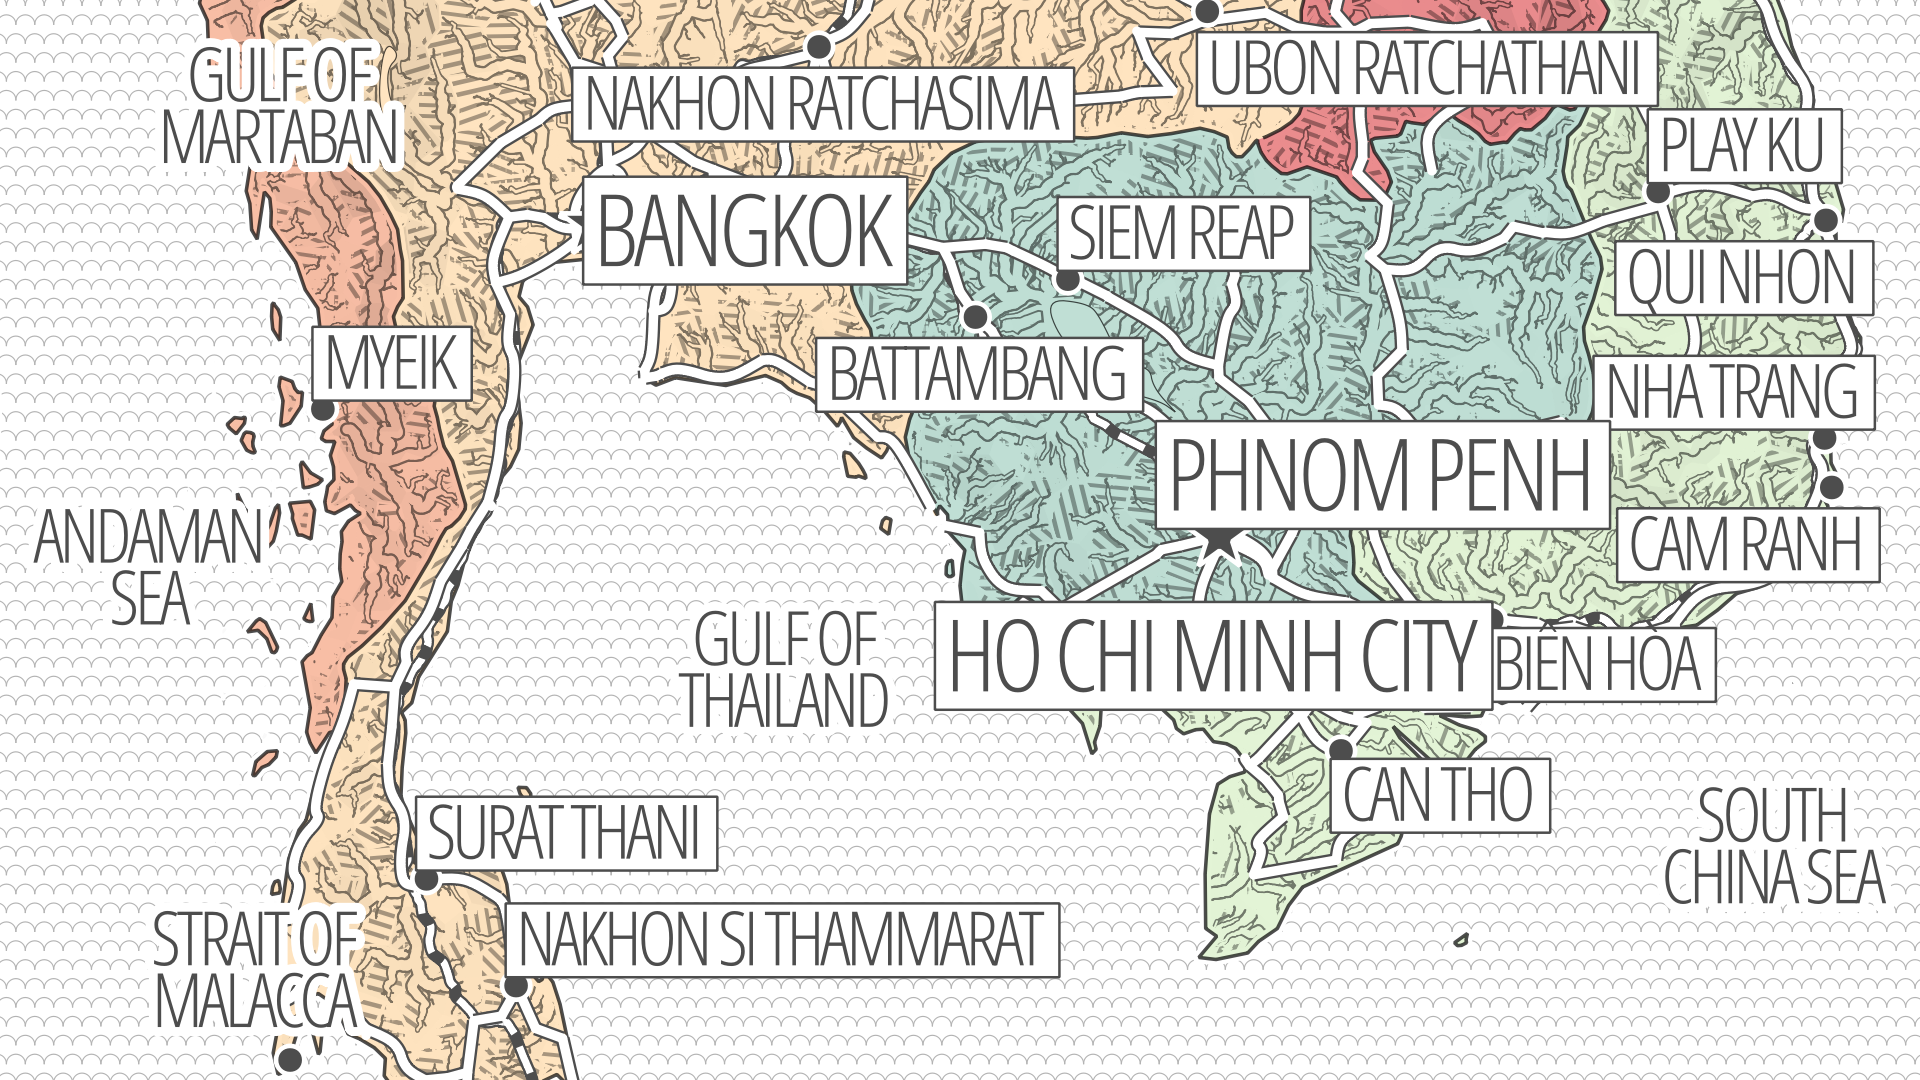 GULF OF
MARTABAN
NAKHON RATCHASIMA
UBON RATCHATHANI
PLAY KU
BANGKOK
SIEM REAP
QUI NHON
MYEIK
BATTAMBANG
NHA TRANG
PHNOM PENH
ANDAMAN
SEA
CAM RANH
GULF OF
THAILAND
HO CHI MINH CITY
BIEN HOA
CAN THO
SURAT THANI
SOUTH
CHINA SEA
STRAIT OF
MALACCA
NAKHON SI THAMMARAT